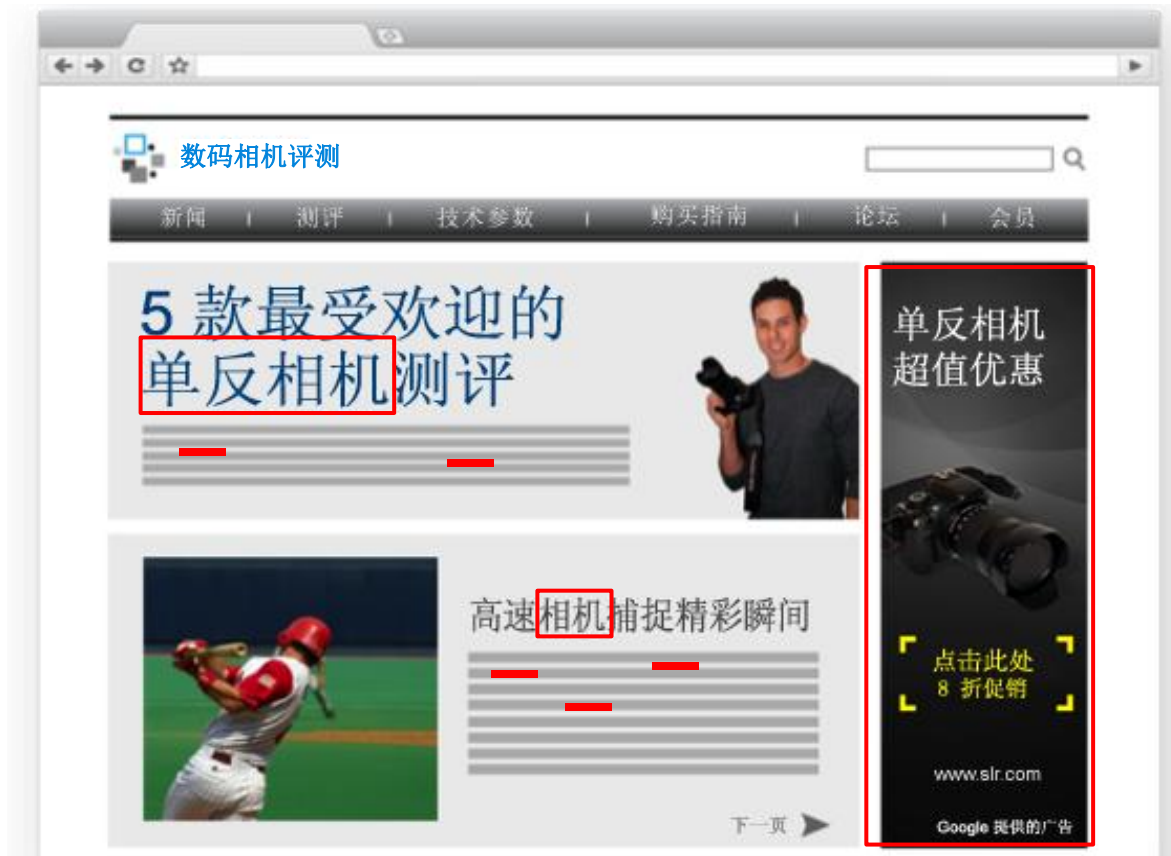 数码相机评测
新闻 | 测评 | 技术参数 | 购买指南 | 论坛 | 会员
5 款最受欢迎的
单反相机测评
单反相机
超值优惠
高速相机捕捉精彩瞬间
点击此处
8 折促销
www.slr.com
下一页
Google 提供的广告